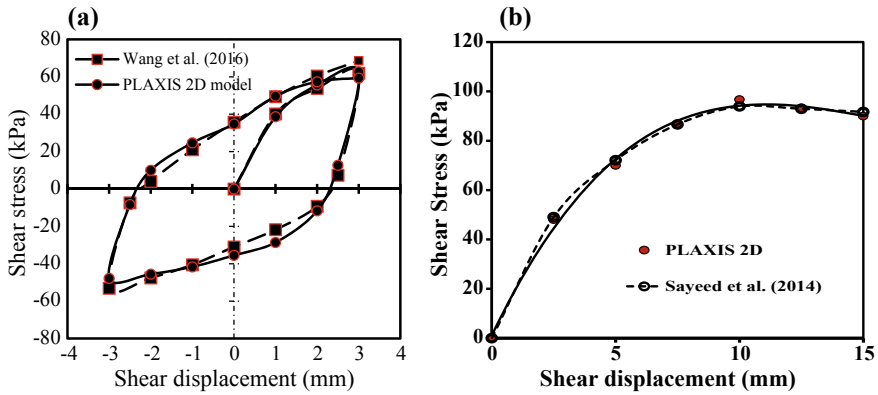 (a)
80
60
40
20
0
-20
-40
-60
-80
Shear stress (kPa)
Wang et al. (2016)
PLAXIS 2D model
-4 -3 -2 -1 0 1 2 3 4
Shear displacement (mm)
(b)
120
100
80
60
40
20
0
Shear Stress (kPa)
PLAXIS 2D
Sayeed et al. (2014)
0 5 10 15
Shear displacement (mm)